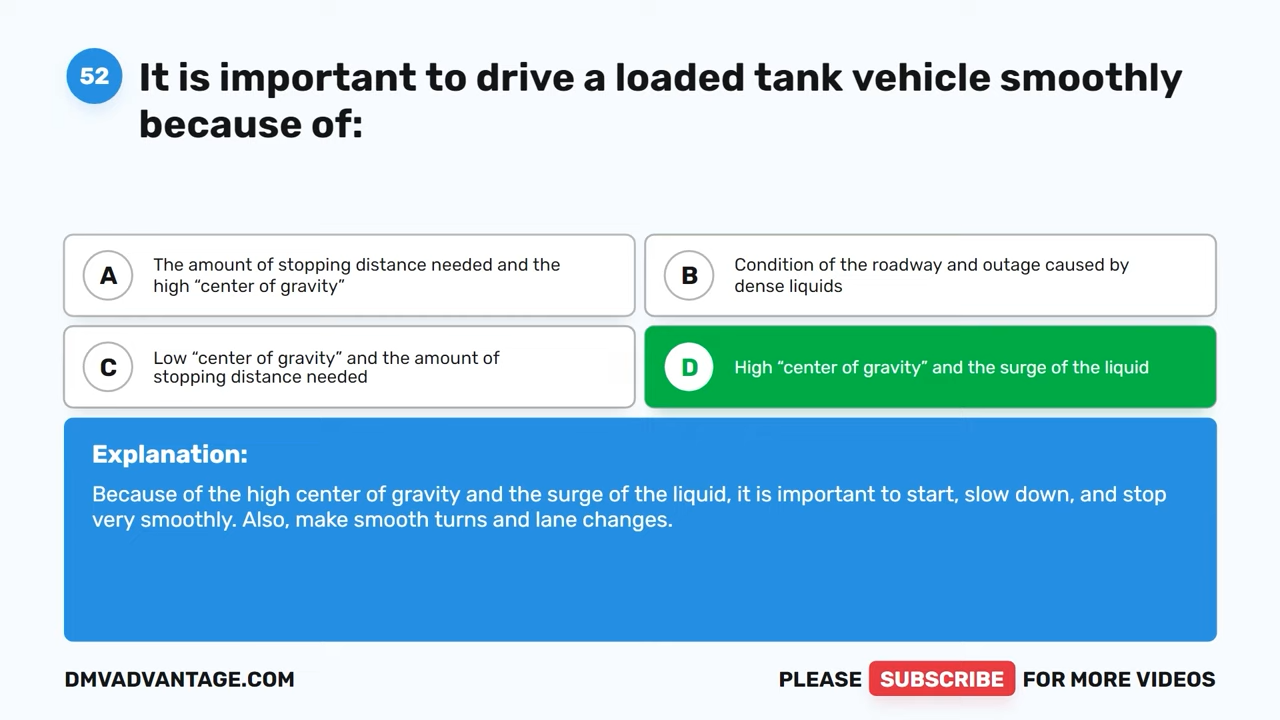 52
It is important to drive a loaded tank vehicle smoothly
because of:
A
The amount of stopping distance needed and the
high “center of gravity”
B
Condition of the roadway and outage caused by
dense liquids
C
Low “center of gravity” and the amount of
stopping distance needed
D
High “center of gravity” and the surge of the liquid
Explanation:
Because of the high center of gravity and the surge of the liquid, it is important to start, slow down, and stop
very smoothly. Also, make smooth turns and lane changes.
DMVADVANTAGE.COM
PLEASE SUBSCRIBE FOR MORE VIDEOS